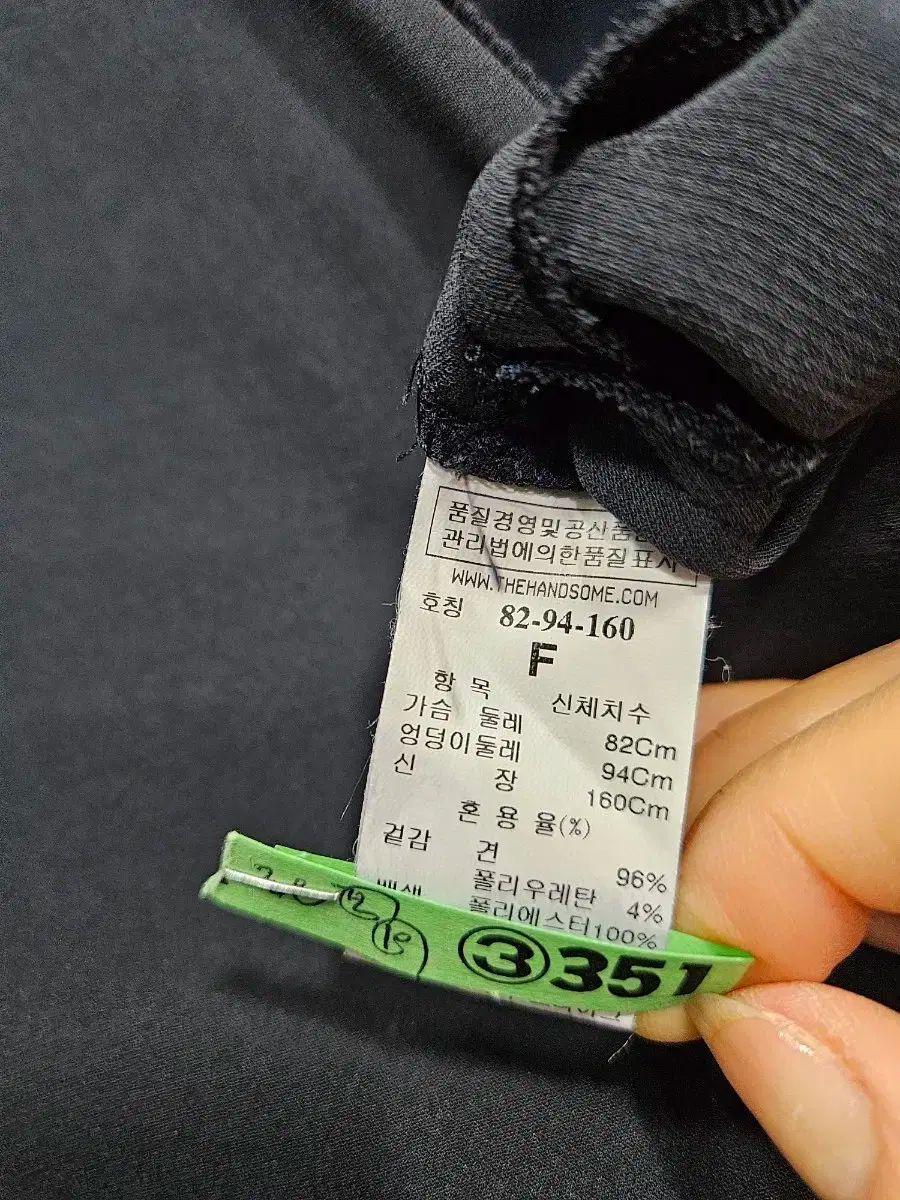 품질경영및공산품
관리법에의한품질표시
WWW.THEHANDSOME.COM
호칭 82-94-160
F
항 목 신체치수
가슴 둘레 82Cm
엉덩이둘레 94Cm
신 장 160Cm
혼 용 율(%)
겉감 견 96%
폴리우레탄 4%
폴리에스터100%
③351
12
10